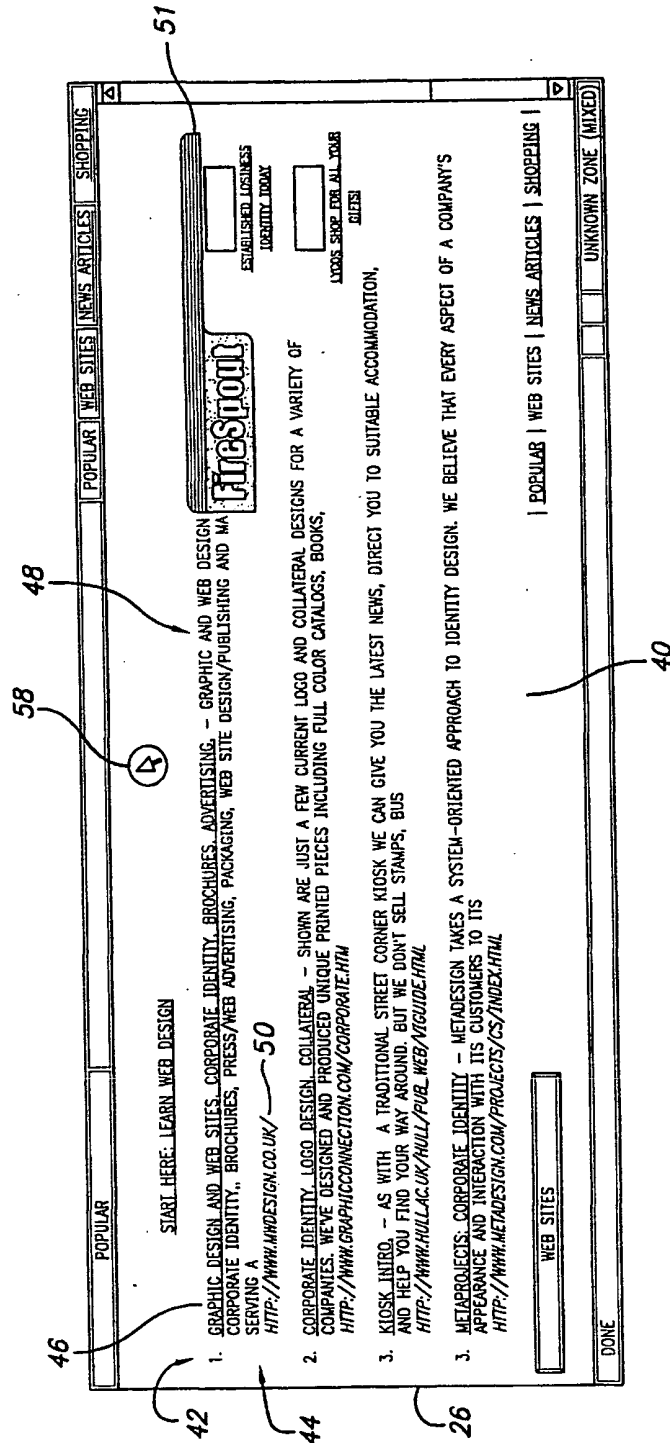 58
48
51
POPULAR
POPULAR | WEB SITES | NEWS ARTICLES | SHOPPING
START HERE: LEARN WEB DESIGN
46
42
1. GRAPHIC DESIGN AND WEB SITES, CORPORATE IDENTITY, BROCHURES, ADVERTISING, - GRAPHIC AND WEB DESIGN
CORPORATE IDENTITY,, BROCHURES, PRESS/WEB ADVERTISING, PACKAGING, WEB SITE DESIGN/PUBLISHING AND MA
SERVING A
HTTP://WWW.MWDESIGN.CO.UK/
50
44
FireSpout
ESTABLISHED LOSINESS
IDENTITY IODAY
2. CORPORATE IDENTITY, LOGO DESIGN, COLLATERAL - SHOWN ARE JUST A FEW CURRENT LOGO AND COLLATERAL DESIGNS FOR A VARIETY OF
COMPANIES. WE'VE DESIGNED AND PRODUCED UNIQUE PRINTED PIECES INCLUDING FULL COLOR CATALOGS, BOOKS,
HTTP://WWW.GRAPHICCONNECTION.COM/CORPORATE.HTM
LYCOS SHOP FOR ALL YOUR
GIFTS!
3. KIOSK INTRO, - AS WITH A TRADITIONAL STREET CORNER KIOSK WE CAN GIVE YOU THE LATEST NEWS, DIRECT YOU TO SUITABLE ACCOMMODATION,
AND HELP YOU FIND YOUR WAY AROUND. BUT WE DON'T SELL STAMPS, BUS
HTTP://WWW.HULL.AC.UK/HULL/PUB_WEB/VIGUIDE.HTML
3. METAPROJECTS: CORPORATE IDENTITY - METADESIGN TAKES A SYSTEM-ORIENTED APPROACH TO IDENTITY DESIGN. WE BELIEVE THAT EVERY ASPECT OF A COMPANY'S
APPEARANCE AND INTERACTION WITH ITS CUSTOMERS TO ITS
HTTP://WWW.METADESIGN.COM/PROJECTS/CS/INDEX.HTML
WEB SITES
| POPULAR | WEB SITES | NEWS ARTICLES | SHOPPING |
26
DONE
UNKNOWN ZONE (MIXED)
40